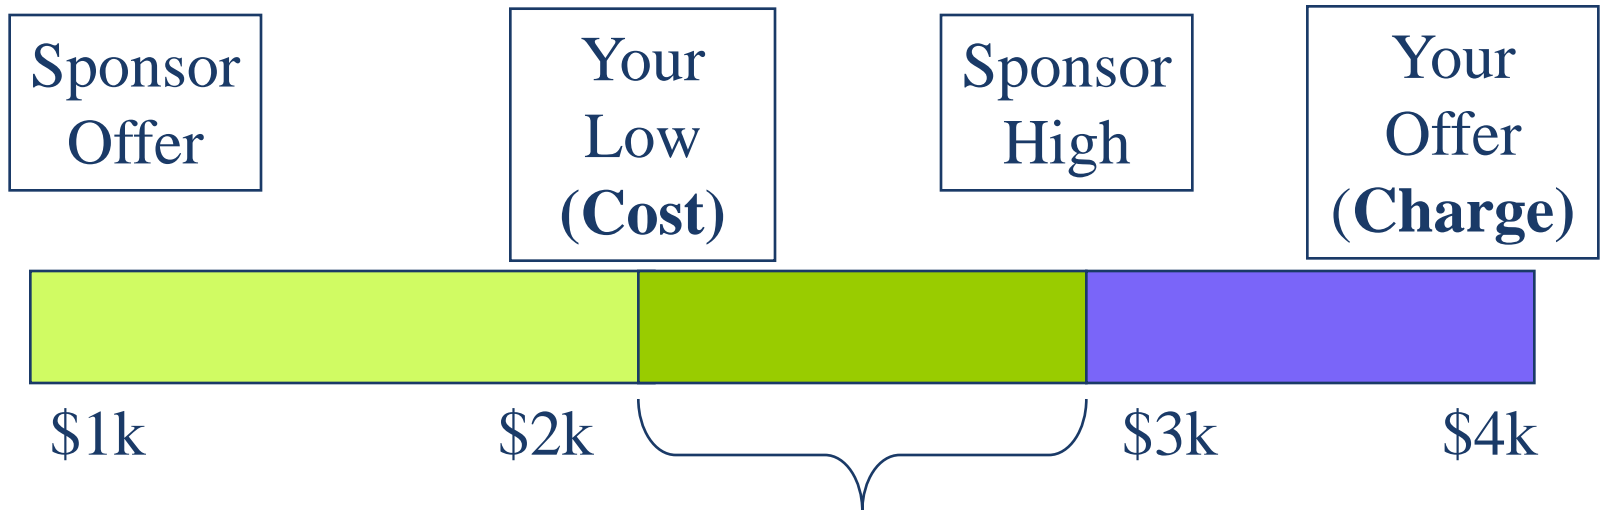 Sponsor
Offer
Your
Low
(Cost)
Sponsor
High
Your
Offer
(Charge)
$1k
$2k
$3k
$4k